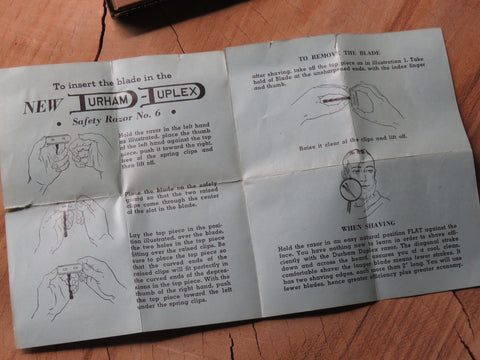 To insert the blade in the
NEW DURHAM-DUPLEX
• Safety Razor No. 6 •
Hold the razor in the left hand
as illustrated, place the thumb
of the left hand against the top
piece, push it toward the right,
free of the spring clips and
then lift off.
Place the blade on the safety
guard so that the two raised
clips come through the center
of the slot in the blade.
Lay the top piece in the posi-
tion illustrated, over the blade,
the two holes in the top piece
fitting over the raised clips. Be
sure to place the top piece so
that the curved ends of the
raised clips will fit perfectly in
the curved ends of the depres-
sions in the top piece. With the
thumb of the right hand, push
the top piece toward the left
under the spring clips.
TO REMOVE THE BLADE
after shaving, take off the top piece as in illustration 1. Take
hold of Blade at the unsharpened ends, with the index finger
and thumb.
Raise it clear of the clips and lift off.
WHEN SHAVING
Hold the razor in an easy natural position FLAT against the
face. You have nothing new to learn in order to shave effi-
ciently with the Durham Duplex razor. The diagonal stroke
down and across the beard assures you of a cool, clean,
comfortable shave; the longer blade means fewer strokes. It
has two shaving edges, each more than 2" long. You will use
fewer blades, hence greater efficiency plus greater economy.